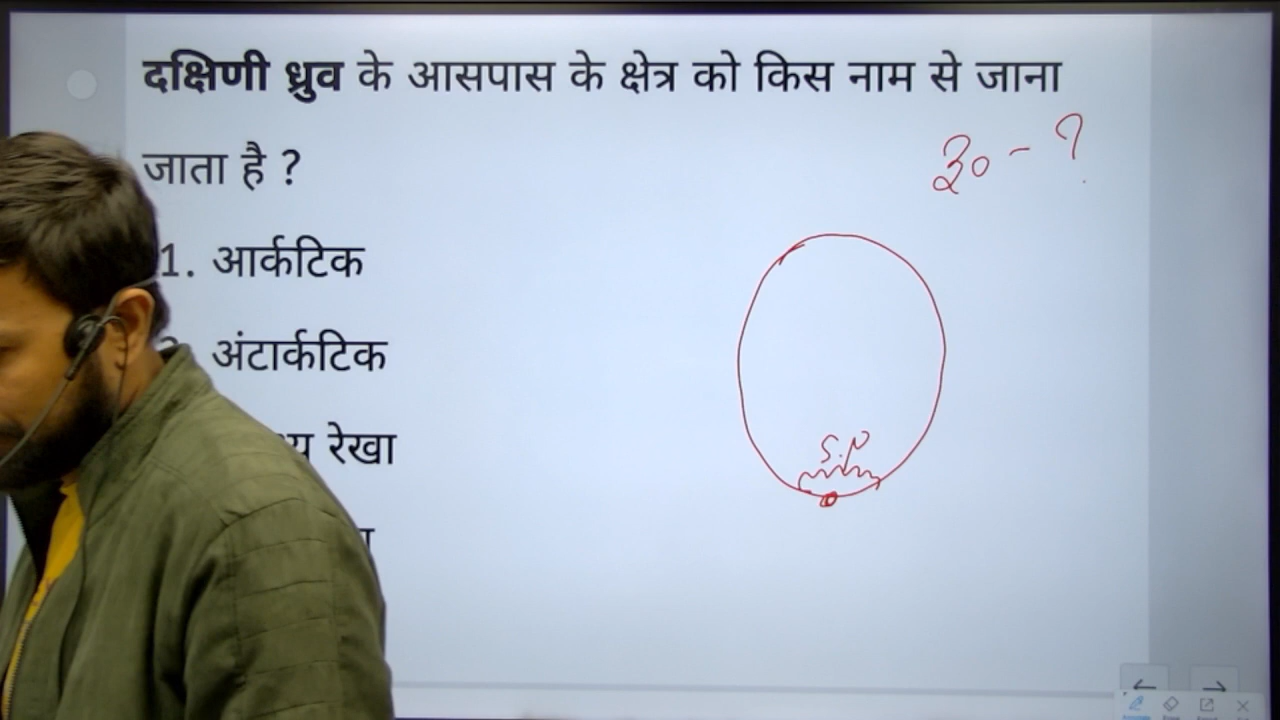 दक्षिणी ध्रुव के आसपास के क्षेत्र को किस नाम से जाना
जाता है ?
30 - ?
1. आर्कटिक
अंटार्कटिक
रेखा
S.P